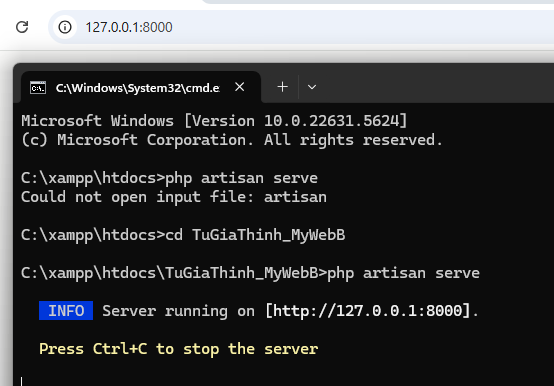 127.0.0.1:8000
C:\Windows\System32\cmd.e
Microsoft Windows [Version 10.0.22631.5624]
(c) Microsoft Corporation. All rights reserved.
C:\xampp\htdocs>php artisan serve
Could not open input file: artisan
C:\xampp\htdocs>cd TuGiaThinh_MyWebB
C:\xampp\htdocs\TuGiaThinh_MyWebB>php artisan serve
INFO Server running on [http://127.0.0.1:8000].
Press Ctrl+C to stop the server